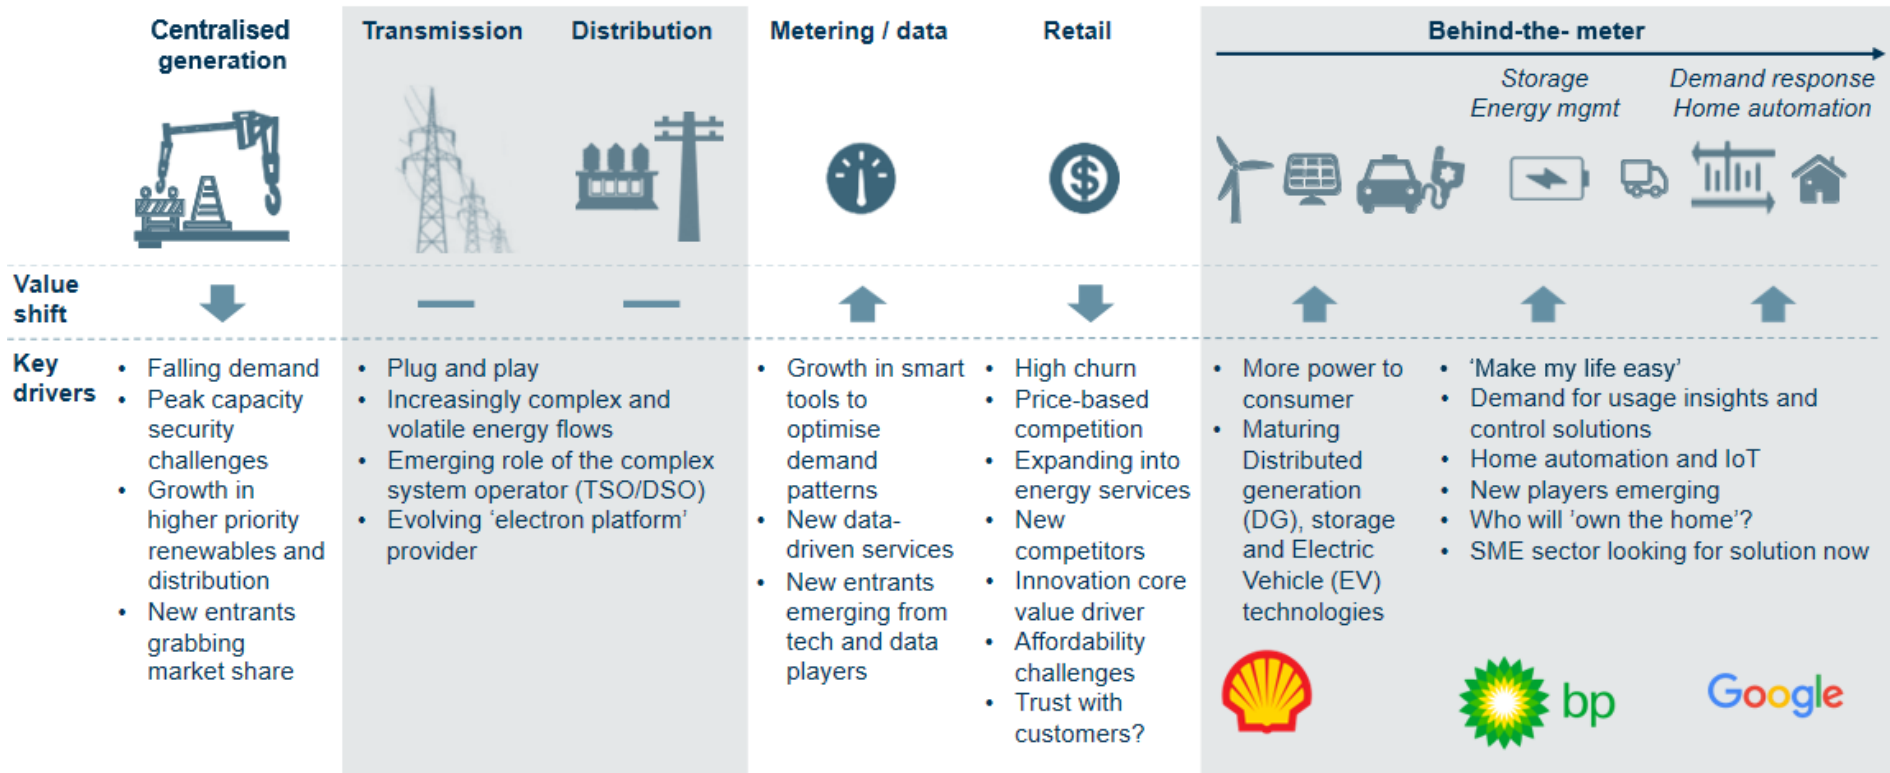 Centralised
generation
Transmission
Distribution
Metering / data
Retail
Behind-the- meter
Storage
Energy mgmt
Demand response
Home automation
Value
shift
Key
drivers
• Falling demand
• Peak capacity
security
challenges
• Growth in
higher priority
renewables and
distribution
• New entrants
grabbing
market share
• Plug and play
• Increasingly complex and
volatile energy flows
• Emerging role of the complex
system operator (TSO/DSO)
• Evolving ‘electron platform’
provider
• Growth in smart
tools to
optimise
demand
patterns
• New data-
driven services
• New entrants
emerging from
tech and data
players
• High churn
• Price-based
competition
• Expanding into
energy services
• New
competitors
• Innovation core
value driver
• Affordability
challenges
• Trust with
customers?
• More power to
consumer
• Maturing
Distributed
generation
(DG), storage
and Electric
Vehicle (EV)
technologies
• ‘Make my life easy’
• Demand for usage insights and
control solutions
• Home automation and IoT
• New players emerging
• Who will ’own the home’?
• SME sector looking for solution now
bp
Google